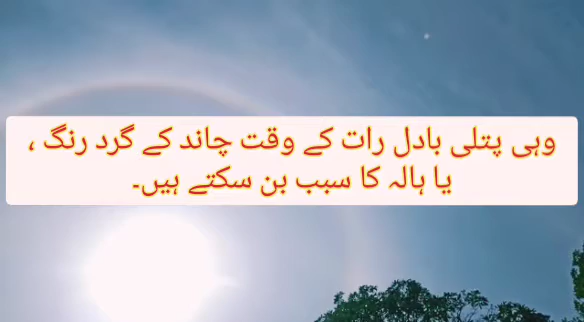 وہی پتلی بادل رات کے وقت چاند کے گرد رنگ ،
یا ہالہ کا سبب بن سکتے ہیں۔